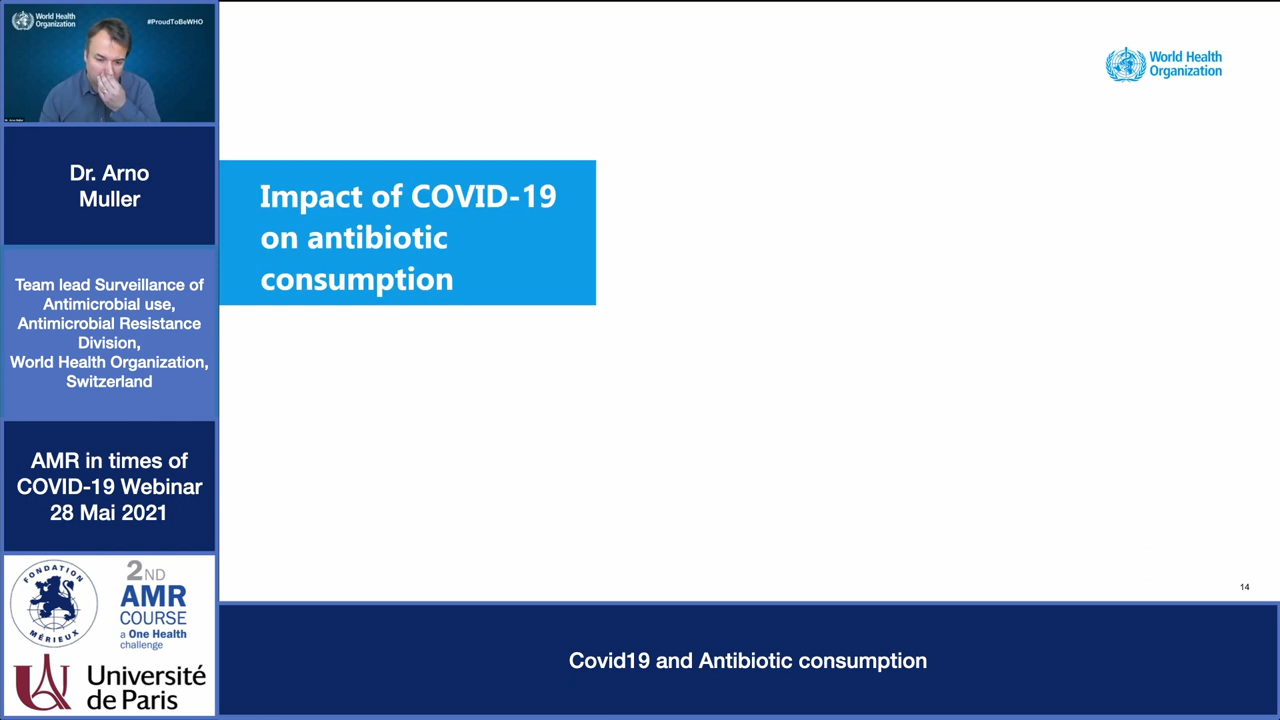 World Health
Organization
#ProudToBeWHO
Dr. Arno
Muller
Team lead Surveillance of
Antimicrobial use,
Antimicrobial Resistance
Division,
World Health Organization,
Switzerland
AMR in times of
COVID-19 Webinar
28 Mai 2021
FONDATION
MÉRIEUX
2ND
AMR
COURSE
a One Health
challenge
Université
de Paris
World Health
Organization
Impact of COVID-19
on antibiotic
consumption
14
Covid19 and Antibiotic consumption